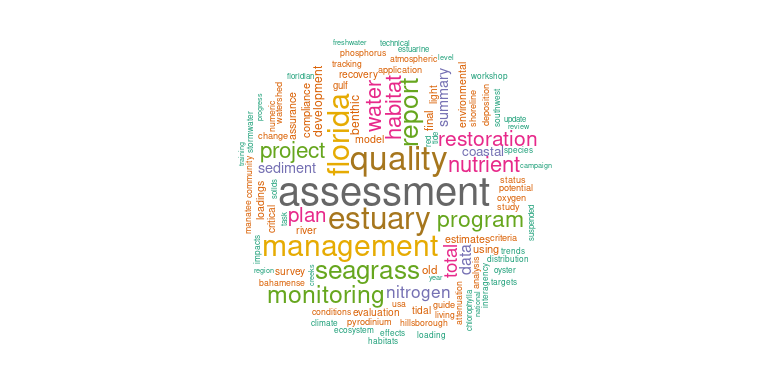 freshwater
technical
estuarine
phosphorus
atmospheric
level
tracking
application
floridian
recovery
workshop
gulf
water
habitat
report
summary
light
final
environmental
shoreline
deposition
southwest
progress
numeric
watershed
assurance
compliance
development
florida
benthic
update
review
change
model
red
tide
restoration
stormwater
training
project
quality
coastal
species
sediment
nutrient
campaign
community
manatee
loadings
solids
assessment
status
potential
oxygen
critical
task
plan
estuary
program
study
suspended
river
impacts
management
total
data
estimates
criteria
using
trends
region
survey
creeks
seagrass
old
year
analysis
distribution
oyster
bahamense
monitoring
nitrogen
interagency
targets
usa
conditions
evaluation
tidal
guide
living
attenuation
chlorophylla
national
climate
pyrodinium
hillsborough
ecosystem
effects
loading
habitats